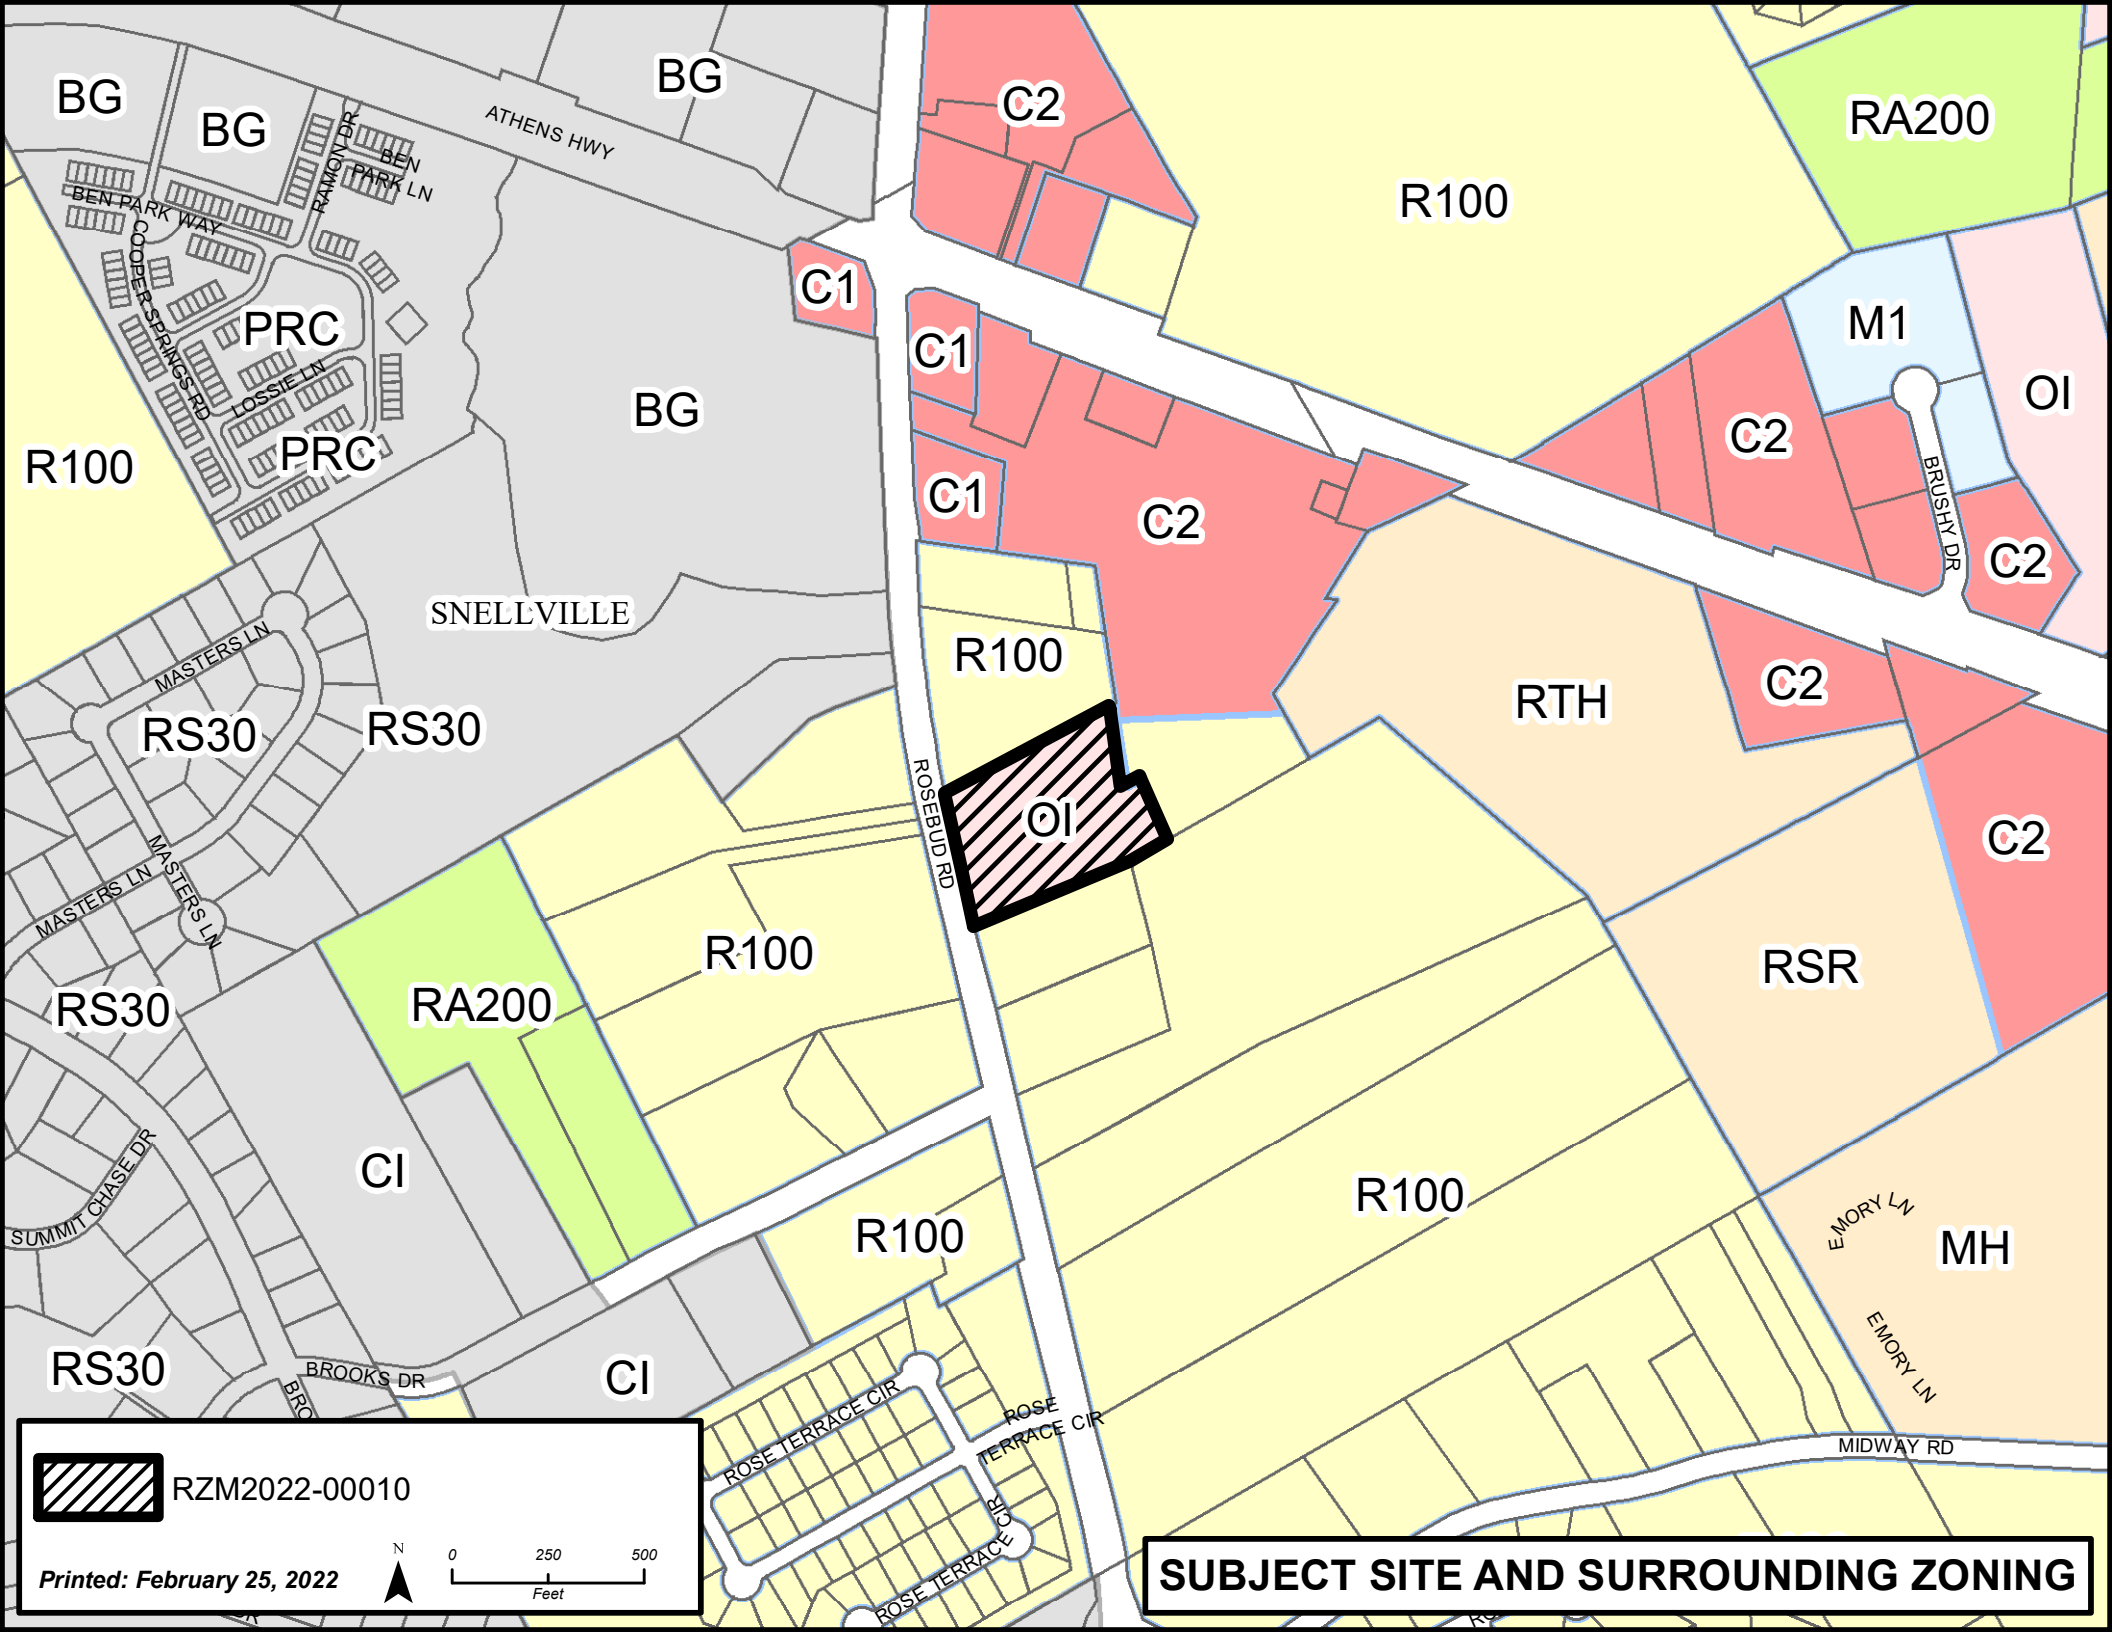 BG
BG
BG
C2
RA200
ATHENS HWY
RAMON DR
BEN
PARK LN
BEN PARK WAY
COOPER SPRINGS RD
R100
C1
PRC
C1
M1
LOSSIE LN
BG
OI
PRC
R100
C2
C1
C2
BRUSHY DR
C2
SNELLVILLE
MASTERS LN
R100
RS30
RS30
RTH
C2
ROSEBUD RD
OI
C2
MASTERS LN
MASTERS LN
R100
RSR
RA200
RS30
SUMMIT CHASE DR
CI
R100
R100
EMORY LN
MH
EMORY LN
RS30
BROOKS DR
BRO
CI
ROSE TERRACE CIR
ROSE
TERRACE CIR
MIDWAY RD
ROSE TERRACE CIR
RZM2022-00010
N
0 250 500
Feet
Printed: February 25, 2022
SUBJECT SITE AND SURROUNDING ZONING